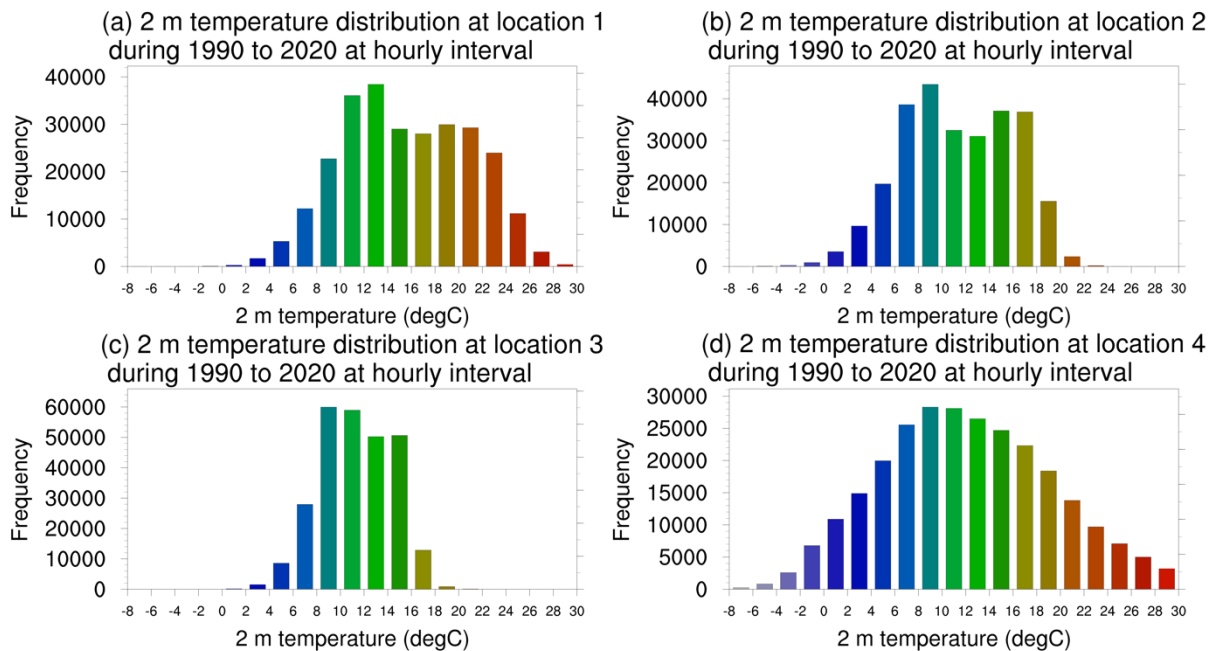 (a) 2 m temperature distribution at location 1
during 1990 to 2020 at hourly interval
40000
30000
20000
10000
0
Frequency
-8 -6 -4 -2 0 2 4 6 8 10 12 14 16 18 20 22 24 26 28 30
2 m temperature (degC)
(b) 2 m temperature distribution at location 2
during 1990 to 2020 at hourly interval
40000
30000
20000
10000
0
Frequency
-8 -6 -4 -2 0 2 4 6 8 10 12 14 16 18 20 22 24 26 28 30
2 m temperature (degC)
(c) 2 m temperature distribution at location 3
during 1990 to 2020 at hourly interval
60000
50000
40000
30000
20000
10000
0
Frequency
-8 -6 -4 -2 0 2 4 6 8 10 12 14 16 18 20 22 24 26 28 30
2 m temperature (degC)
(d) 2 m temperature distribution at location 4
during 1990 to 2020 at hourly interval
30000
25000
20000
15000
10000
5000
0
Frequency
-8 -6 -4 -2 0 2 4 6 8 10 12 14 16 18 20 22 24 26 28 30
2 m temperature (degC)